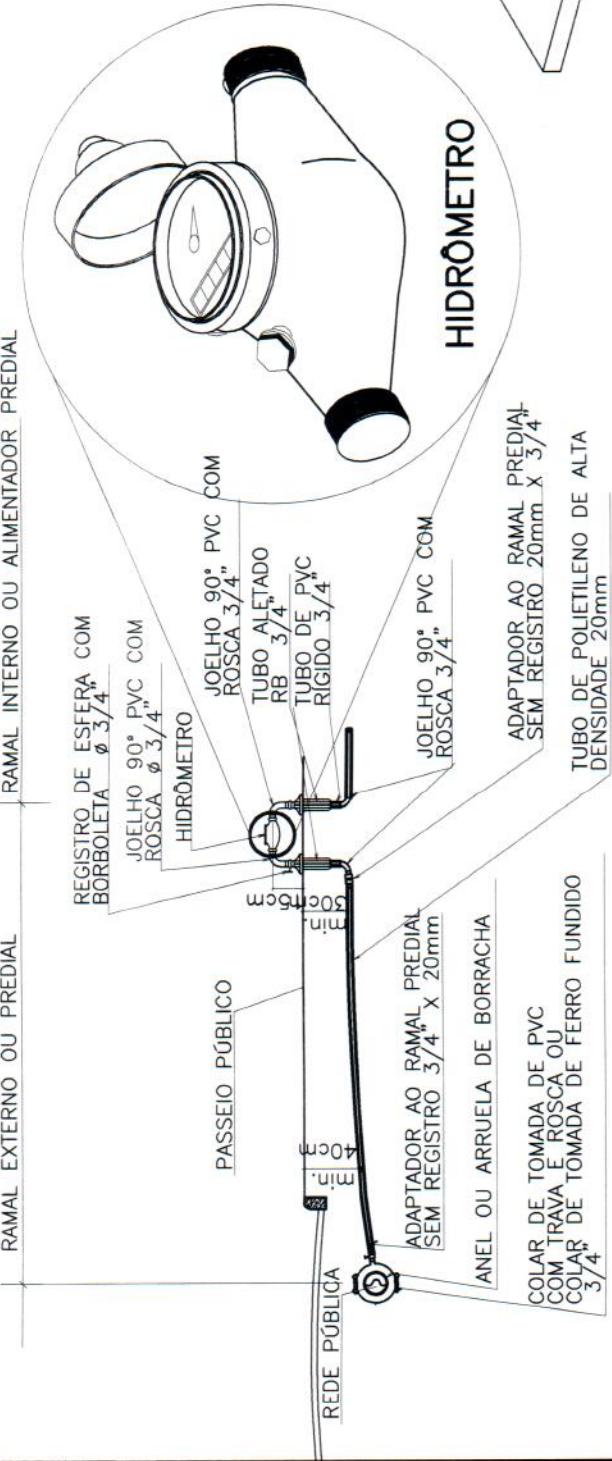 RAMAL EXTERNO OU PREDIAL
RAMAL INTERNO OU ALIMENTADOR PREDIAL
REGISTRO DE ESFERA COM
BORBOLETA ø 3/4"
JOELHO 90° PVC COM
ROSCA ø 3/4"
HIDRÔMETRO
JOELHO 90° PVC COM
ROSCA 3/4"
TUBO ALETADO
RB 3/4"
TUBO DE PVC
RÍGIDO 3/4"
JOELHO 90° PVC COM
ROSCA 3/4"
ADAPTADOR AO RAMAL PREDIAL
SEM REGISTRO 20mm X 3/4"
TUBO DE POLIETILENO DE ALTA
DENSIDADE 20mm
PASSEIO PÚBLICO
15cm
min.
30cm
min.
40cm
REDE PÚBLICA
ADAPTADOR AO RAMAL PREDIAL
SEM REGISTRO 3/4" X 20mm
ANEL OU ARRUELA DE BORRACHA
COLAR DE TOMADA DE PVC
COM TRAVA E ROSCA OU
COLAR DE TOMADA DE FERRO FUNDIDO
3/4"
HIDRÔMETRO